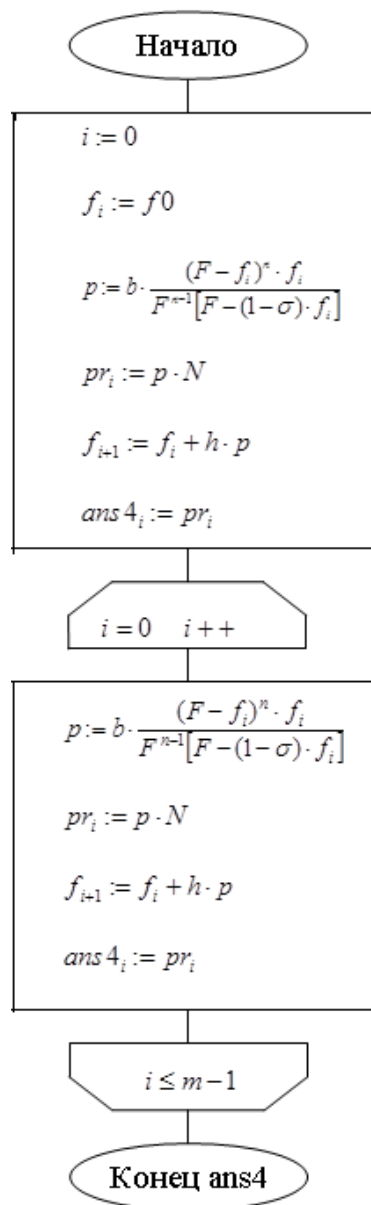 Начало
i := 0
f_i := f0
p := b · (F − f_i)^n · f_i / F^{n−1}[F − (1 − σ) · f_i]
pr_i := p · N
f_{i+1} := f_i + h · p
ans4_i := pr_i
i = 0 i++
p := b · (F − f_i)^n · f_i / F^{n−1}[F − (1 − σ) · f_i]
pr_i := p · N
f_{i+1} := f_i + h · p
ans4_i := pr_i
i ≤ m − 1
Конец ans4